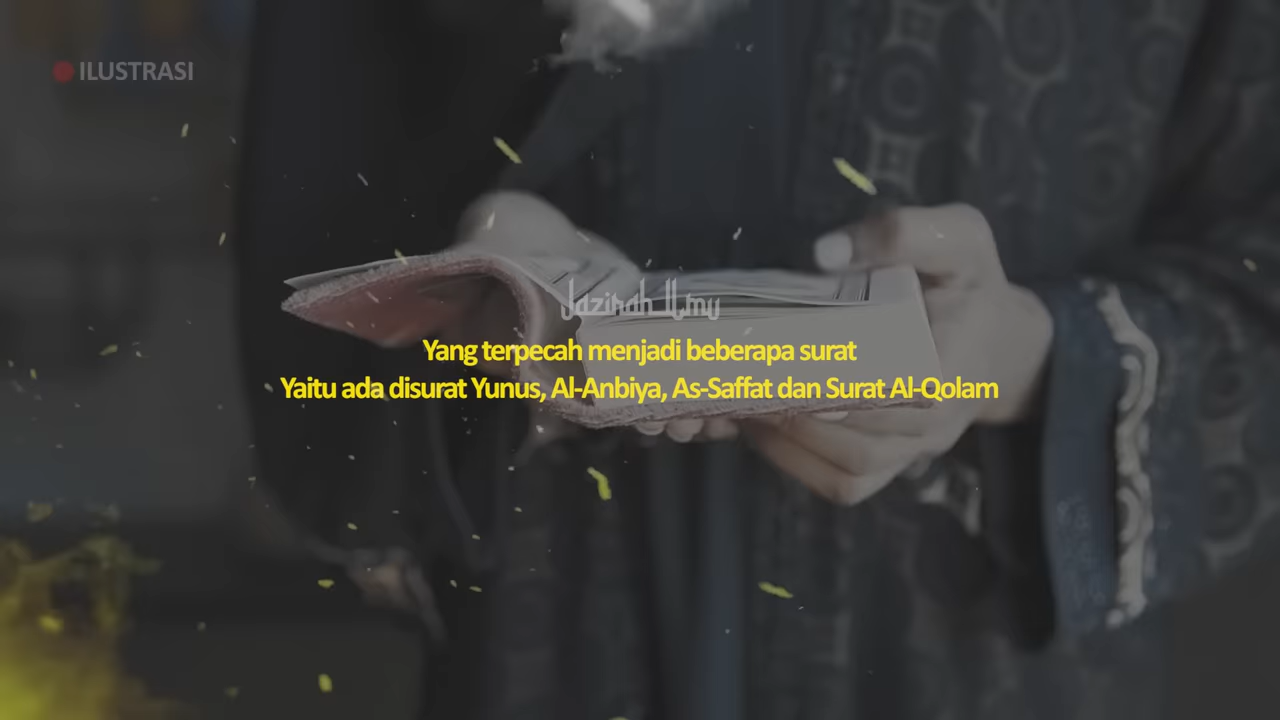 ILUSTRASI
Jazirah Ilmu
Yang terpecah menjadi beberapa surat
Yaitu ada disurat Yunus, Al-Anbiya, As-Saffat dan Surat Al-Qolam